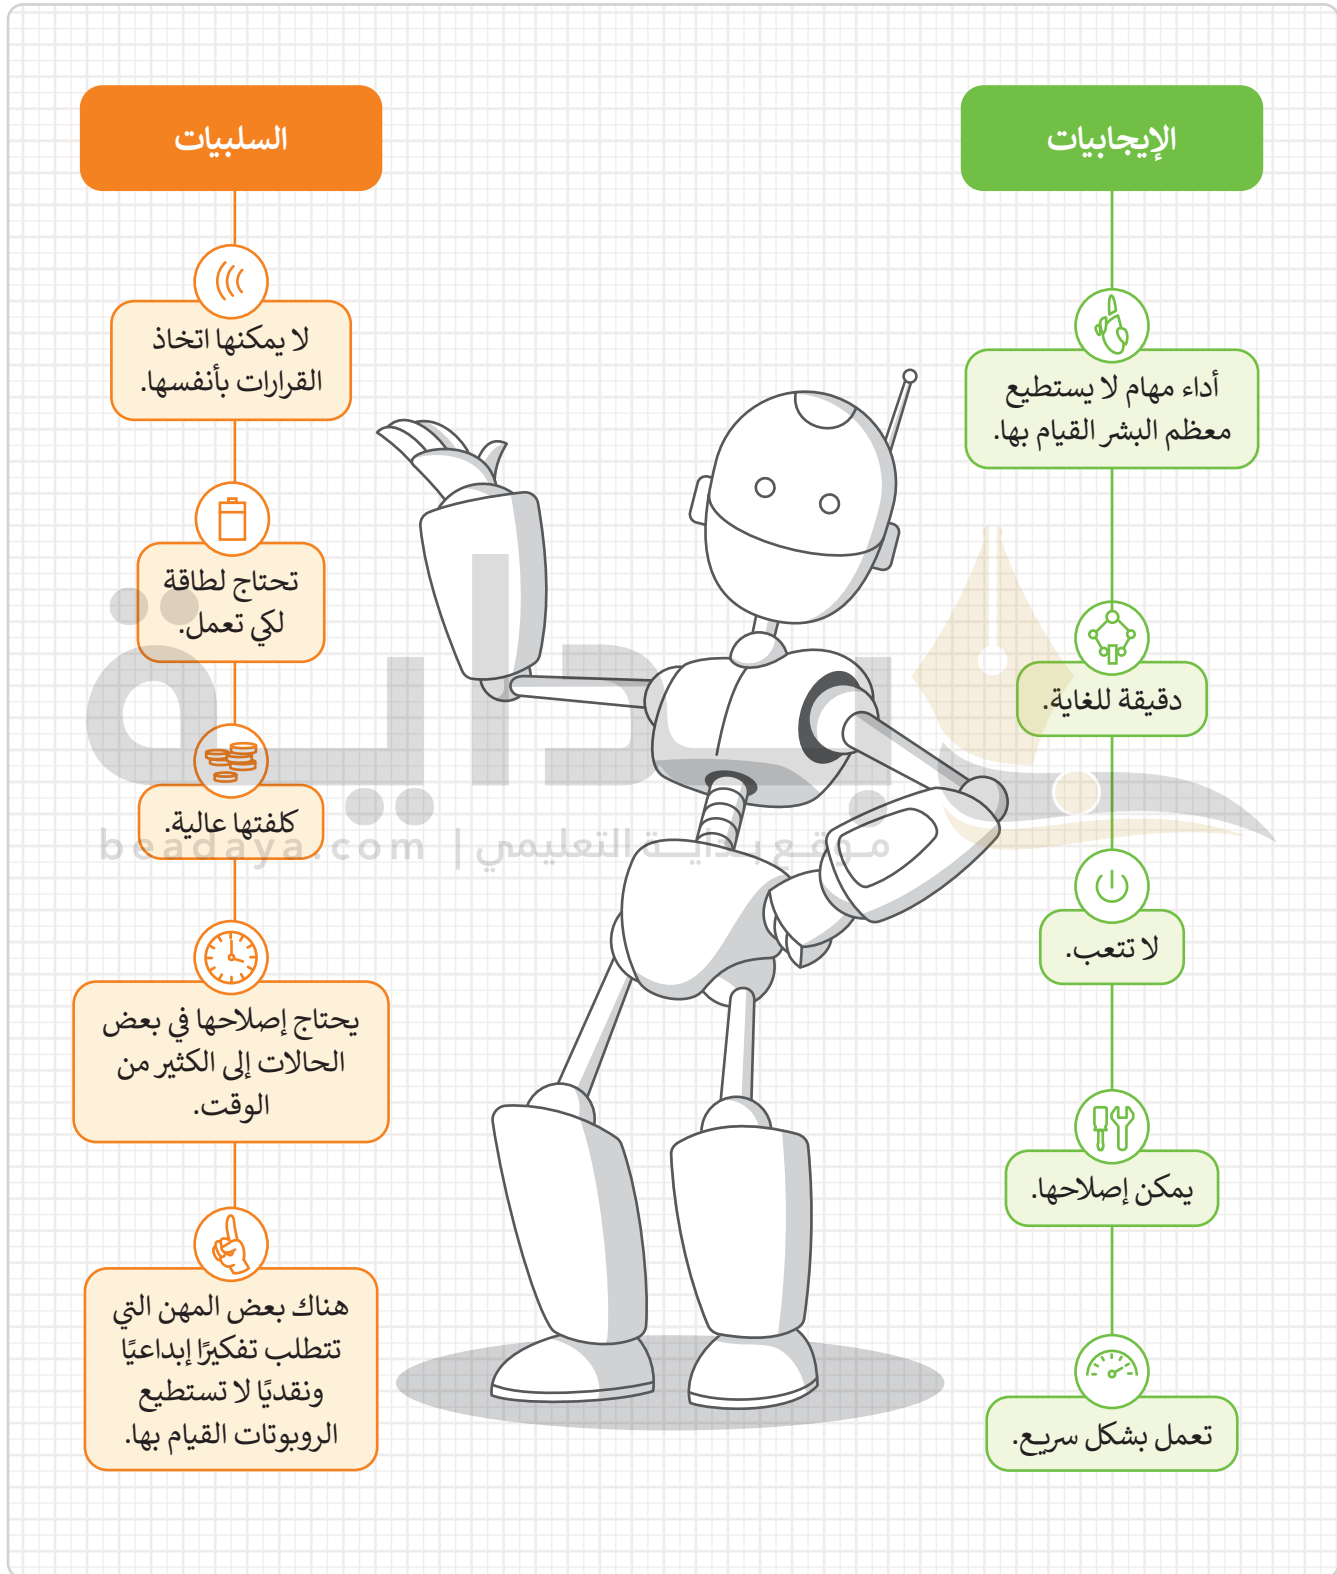 الإيجابيات
أداء مهام لا يستطيع
معظم البشر القيام بها.
دقيقة للغاية.
لا تتعب.
يمكن إصلاحها.
تعمل بشكل سريع.
السلبيات
لا يمكنها اتخاذ
القرارات بأنفسها.
تحتاج لطاقة
لكي تعمل.
كلفتها عالية.
يحتاج إصلاحها في بعض
الحالات إلى الكثير من
الوقت.
هناك بعض المهن التي
تتطلب تفكيرًا إبداعيًا
ونقديًا لا تستطيع
الروبوتات القيام بها.
بداية
موقع بداية التعليمي | beadaya.com